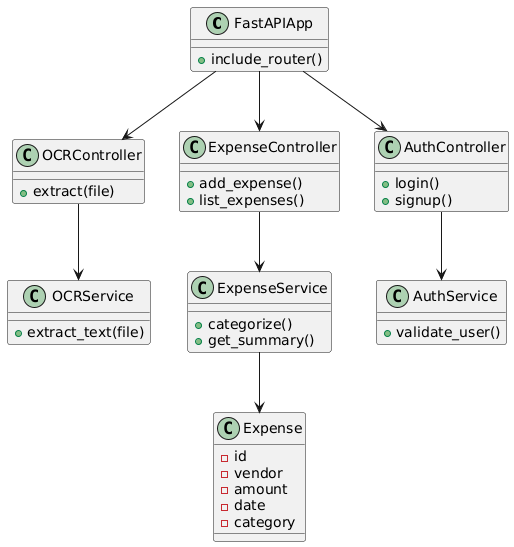 C FastAPIApp
include_router()
C OCRController
extract(file)
C ExpenseController
add_expense()
list_expenses()
C AuthController
login()
signup()
C OCRService
extract_text(file)
C ExpenseService
categorize()
get_summary()
C AuthService
validate_user()
C Expense
id
vendor
amount
date
category